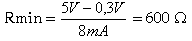 Rmin = (5V − 0,3V) / 8mA = 600 Ω